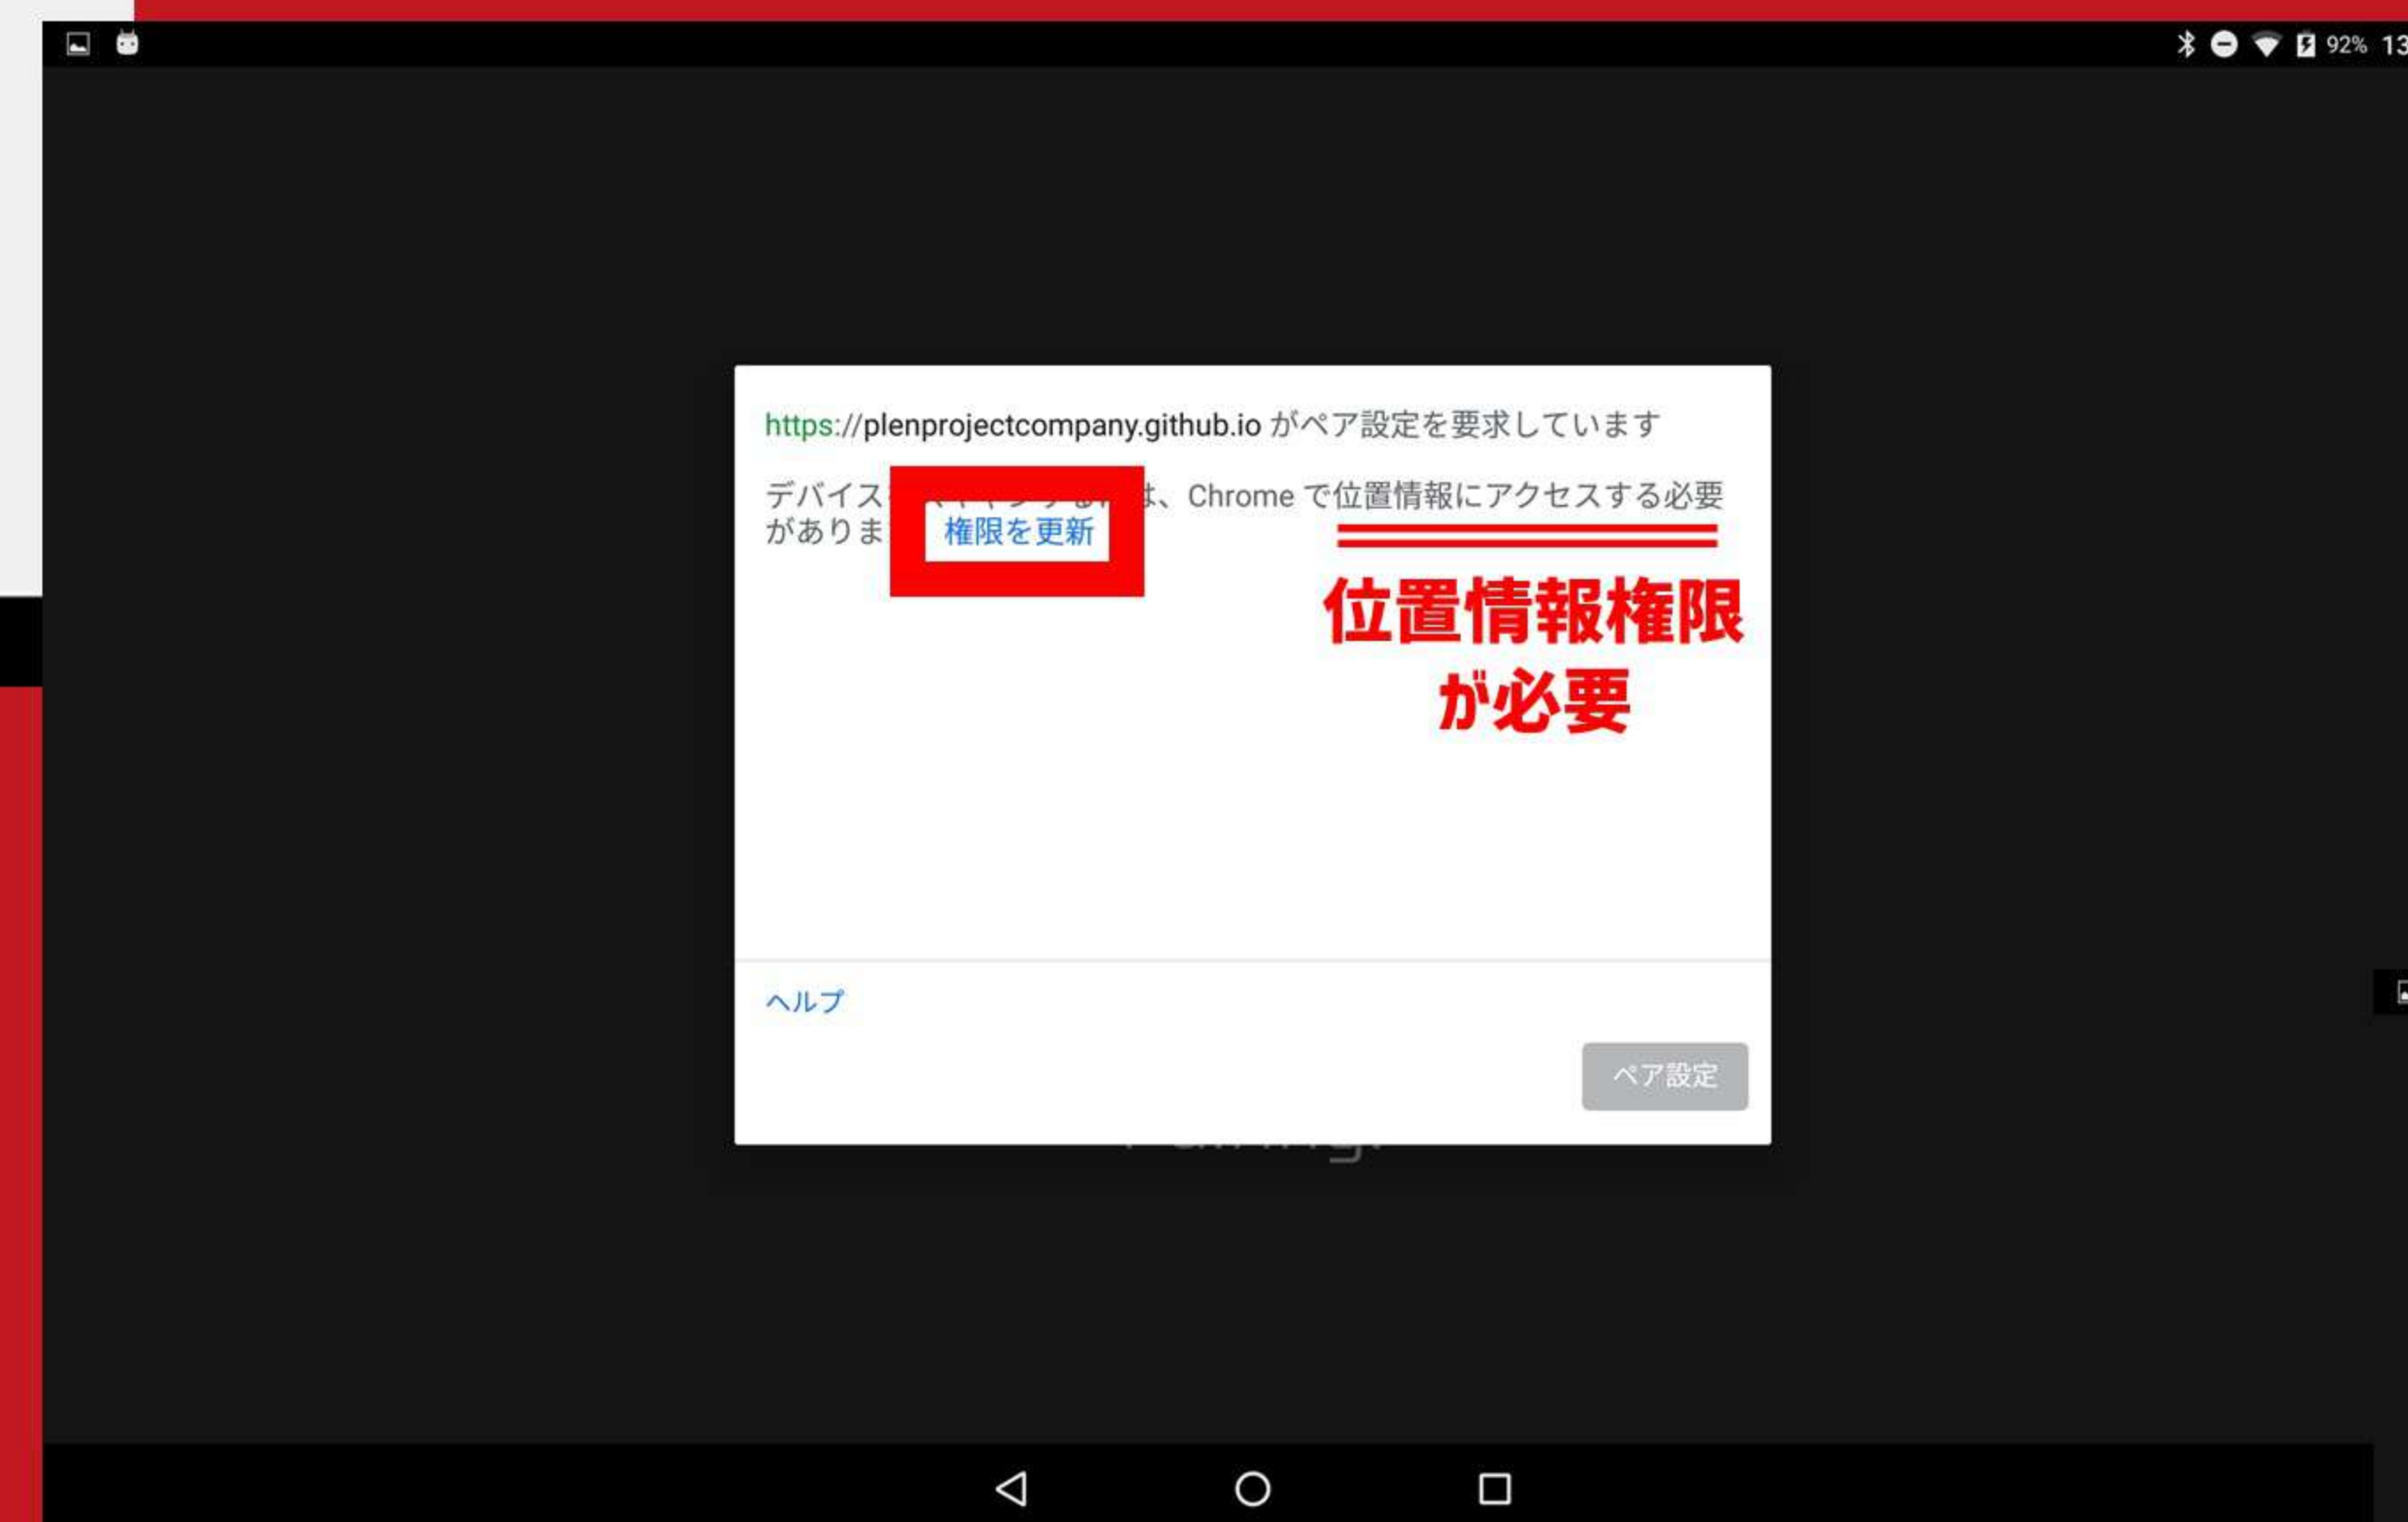 92% 13
https://plenprojectcompany.github.io がペア設定を要求しています
デバイス は、Chrome で位置情報にアクセスする必要
がありま 権限を更新
位置情報権限
が必要
ヘルプ
ペア設定